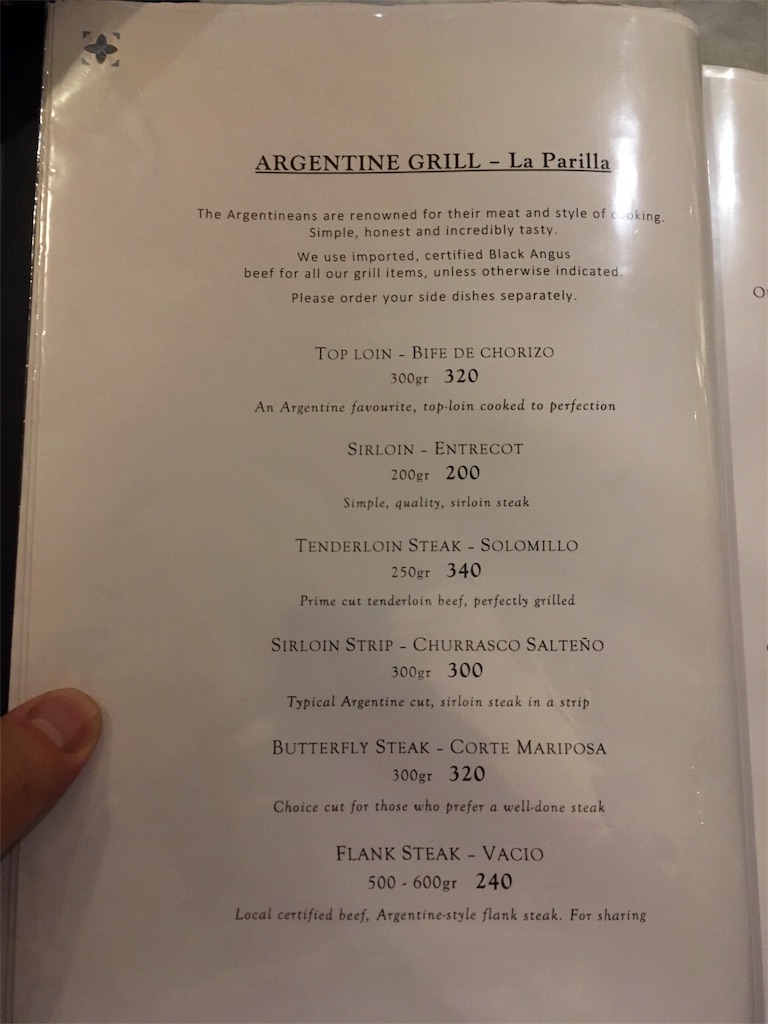 ARGENTINE GRILL – La Parilla
The Argentineans are renowned for their meat and style of cooking.
Simple, honest and incredibly tasty.
We use imported, certified Black Angus
beef for all our grill items, unless otherwise indicated.
Please order your side dishes separately.
TOP LOIN - BIFE DE CHORIZO
300gr 320
An Argentine favourite, top-loin cooked to perfection
SIRLOIN - ENTRECOT
200gr 200
Simple, quality, sirloin steak
TENDERLOIN STEAK - SOLOMILLO
250gr 340
Prime cut tenderloin beef, perfectly grilled
SIRLOIN STRIP - CHURRASCO SALTEÑO
300gr 300
Typical Argentine cut, sirloin steak in a strip
BUTTERFLY STEAK - CORTE MARIPOSA
300gr 320
Choice cut for those who prefer a well-done steak
FLANK STEAK - VACIO
500 - 600gr 240
Local certified beef, Argentine-style flank steak. For sharing